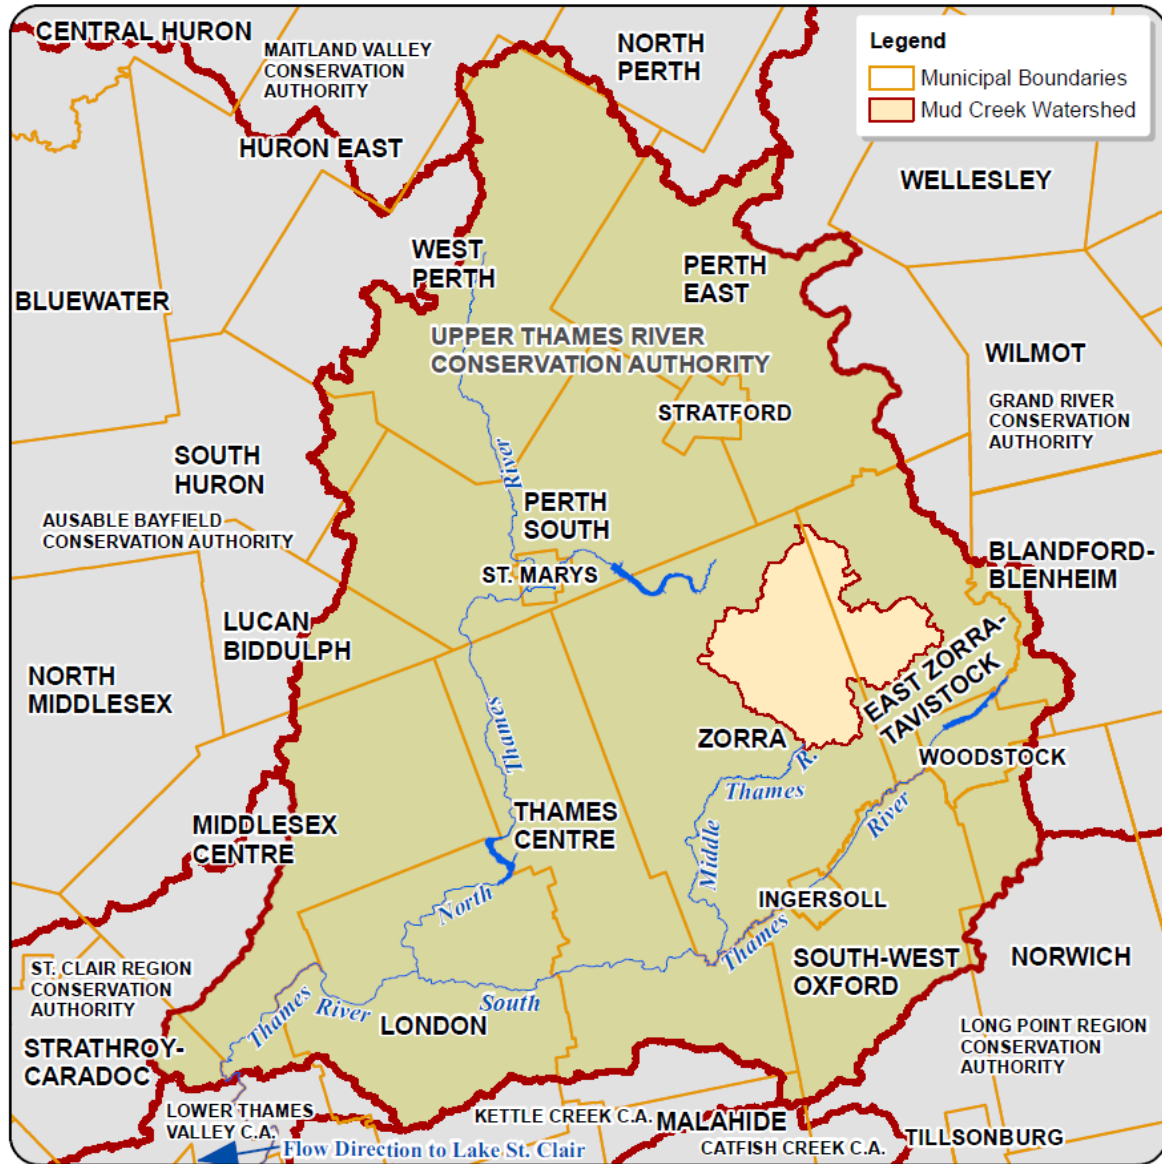 CENTRAL HURON
MAITLAND VALLEY
CONSERVATION
AUTHORITY
NORTH
PERTH
Legend
Municipal Boundaries
Mud Creek Watershed
HURON EAST
WELLESLEY
WEST
PERTH
PERTH
EAST
BLUEWATER
UPPER THAMES RIVER
CONSERVATION AUTHORITY
WILMOT
GRAND RIVER
CONSERVATION
AUTHORITY
STRATFORD
SOUTH
HURON
River
PERTH
SOUTH
AUSABLE BAYFIELD
CONSERVATION AUTHORITY
ST. MARYS
BLANDFORD-
BLENHEIM
LUCAN
BIDDULPH
NORTH
MIDDLESEX
EAST ZORRA-
TAVISTOCK
Thames
ZORRA
R.
WOODSTOCK
Thames
River
MIDDLESEX
CENTRE
THAMES
CENTRE
Middle
North
INGERSOLL
Thames
SOUTH-WEST
OXFORD
NORWICH
ST. CLAIR REGION
CONSERVATION
AUTHORITY
Thames
River
South
LONDON
STRATHROY-
CARADOC
LONG POINT REGION
CONSERVATION
AUTHORITY
LOWER THAMES
VALLEY C.A.
KETTLE CREEK C.A.
MALAHIDE
CATFISH CREEK C.A.
TILLSONBURG
Flow Direction to Lake St. Clair